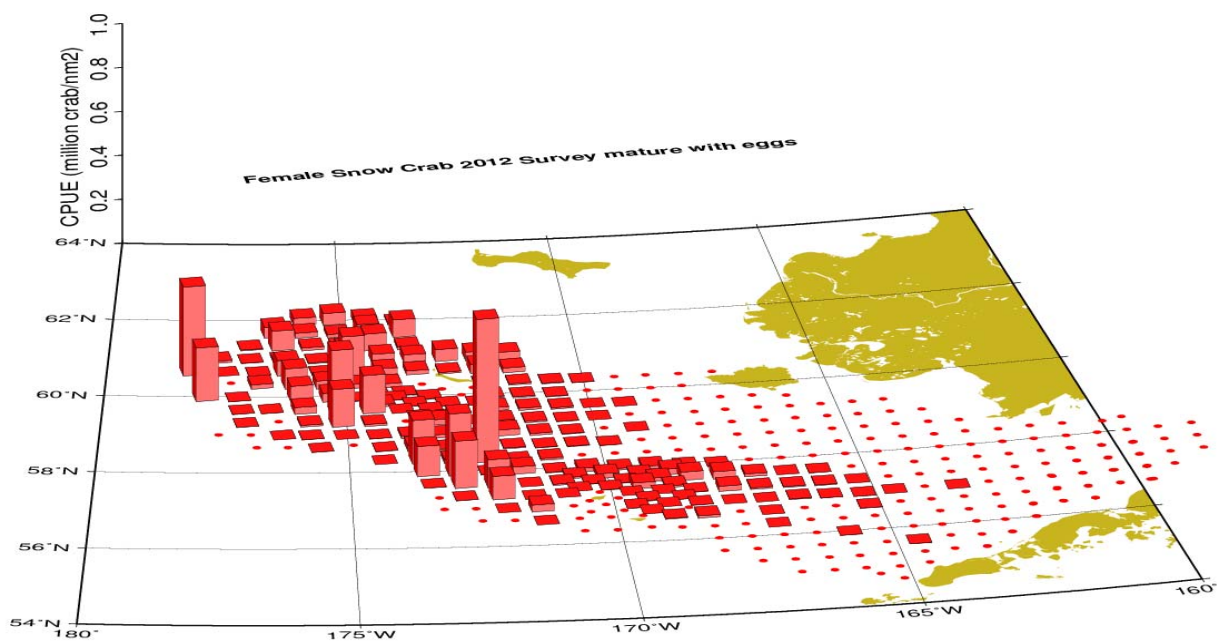 1.0
0.8
0.6
0.4
0.2
CPUE (million crab/nm2)
Female Snow Crab 2012 Survey mature with eggs
64°N
62°N
60°N
58°N
56°N
54°N
180°
175°W
170°W
165°W
160°